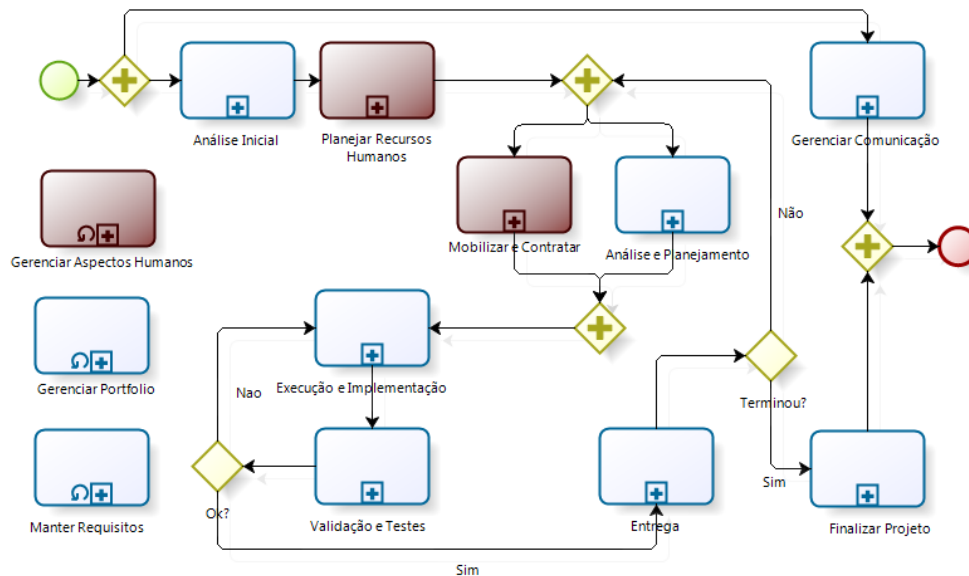 Análise Inicial
Planejar Recursos
Humanos
Gerenciar Comunicação
Mobilizar e Contratar
Análise e Planejamento
Não
Gerenciar Aspectos Humanos
Gerenciar Portfolio
Nao
Execução e Implementação
Terminou?
Sim
Manter Requisitos
Ok?
Validação e Testes
Entrega
Finalizar Projeto
Sim